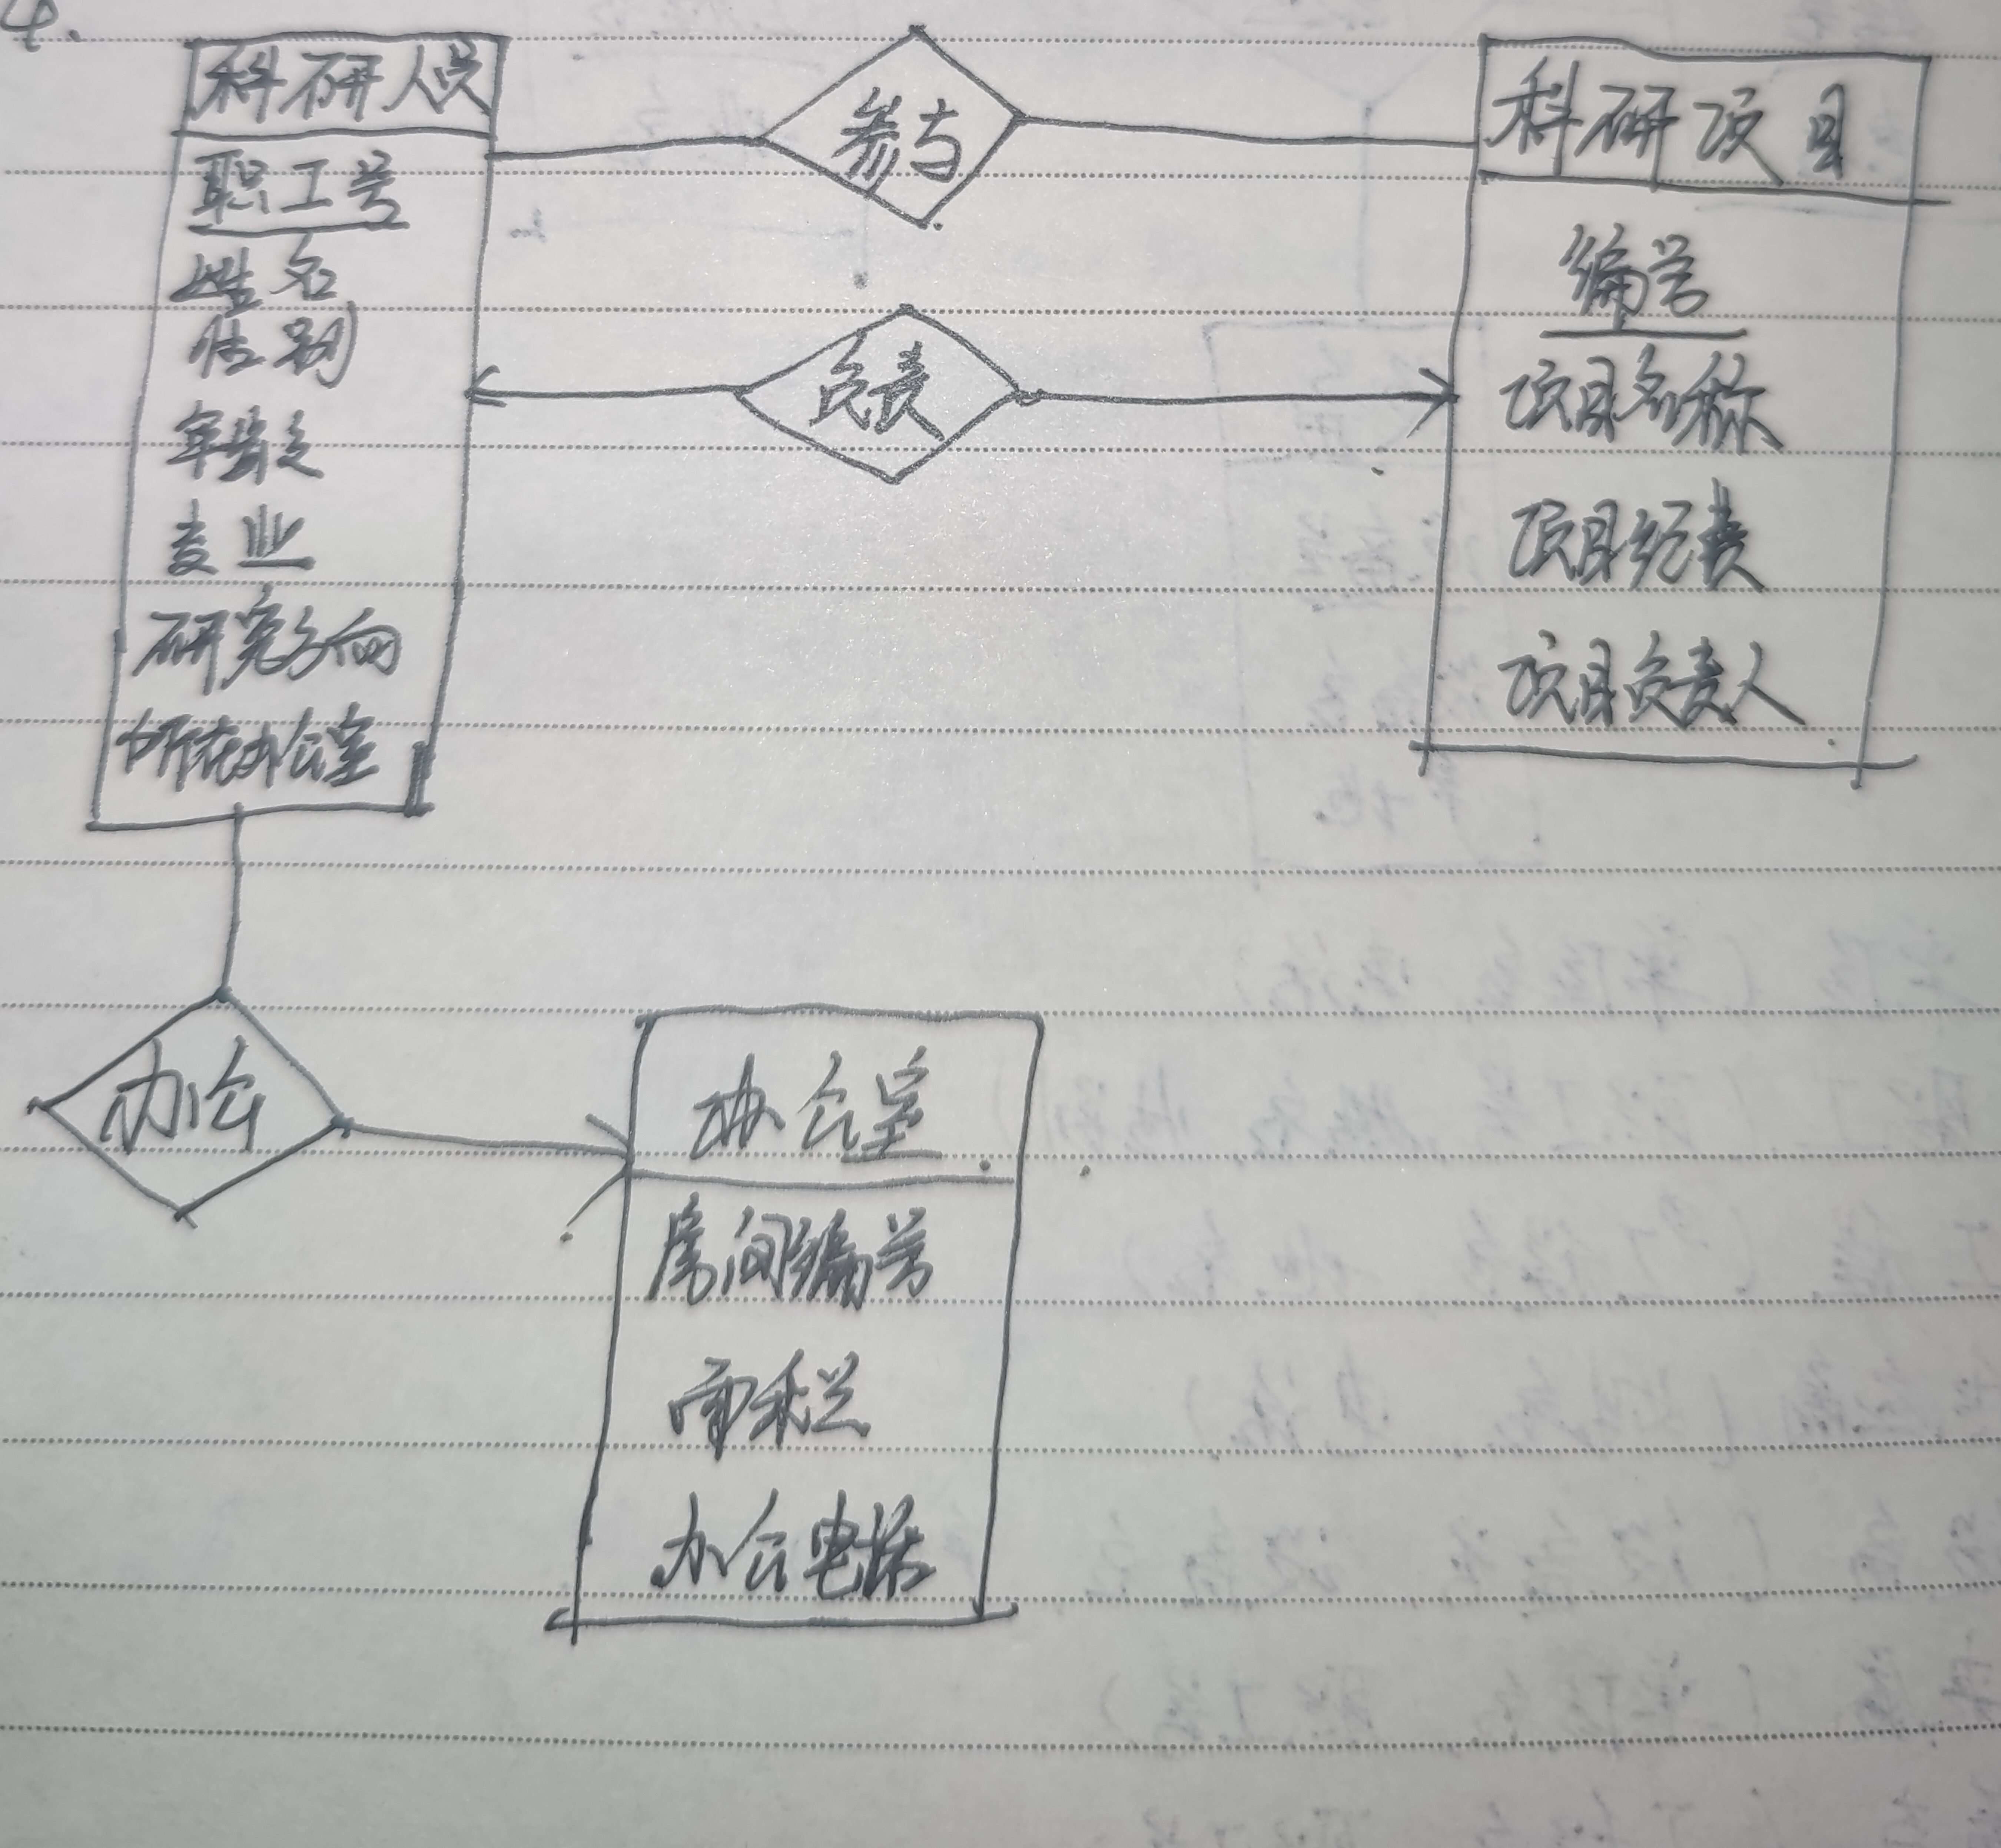 4.
科研人员
职工号
姓名
性别
年龄
专业
研究方向
所在办公室
参与
负责
科研项目
编号
项目名称
项目经费
项目负责人
办公
办公室
房间编号
面积
办公电话